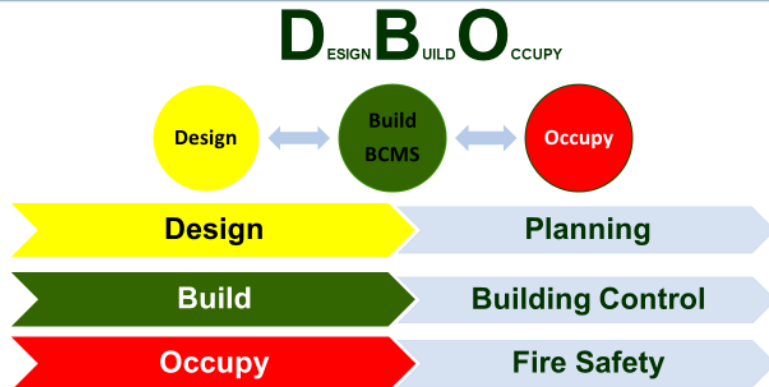 DESIGN BUILD OCCUPY
Design
Build
BCMS
Occupy
Design Planning
Build Building Control
Occupy Fire Safety